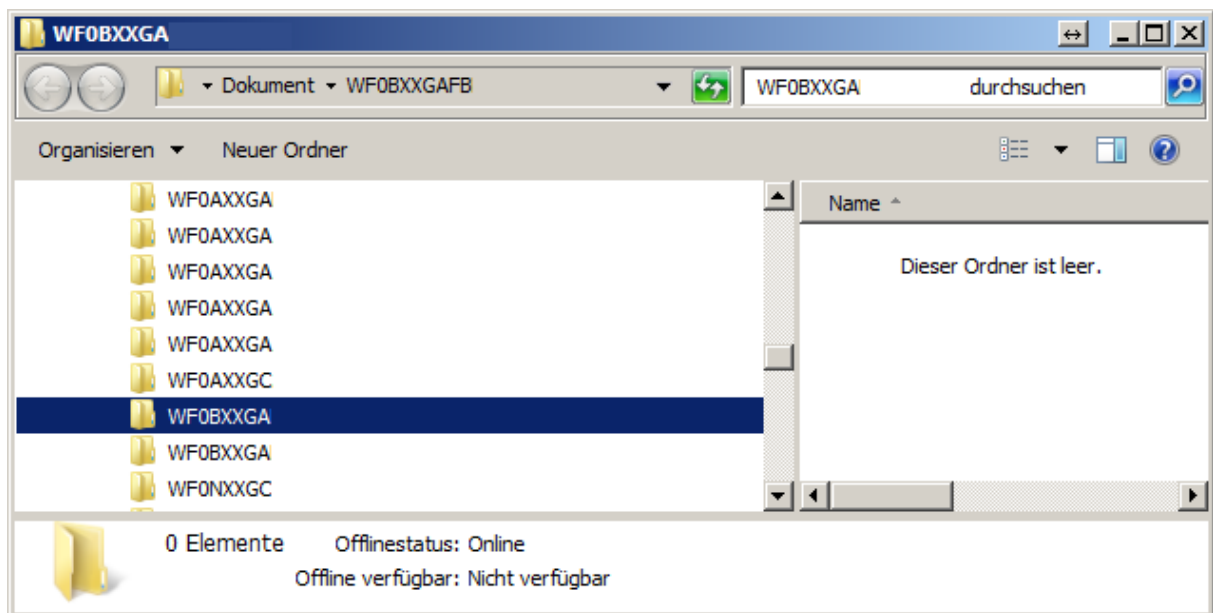 WF0BXXGA
Dokument WF0BXXGAFB
WF0BXXGA durchsuchen
Organisieren Neuer Ordner
WF0AXXGA
WF0AXXGA
WF0AXXGA
WF0AXXGA
WF0AXXGA
WF0AXXGC
WF0BXXGA
WF0BXXGA
WF0NXXGC
Name
Dieser Ordner ist leer.
0 Elemente Offlinestatus: Online
Offline verfügbar: Nicht verfügbar